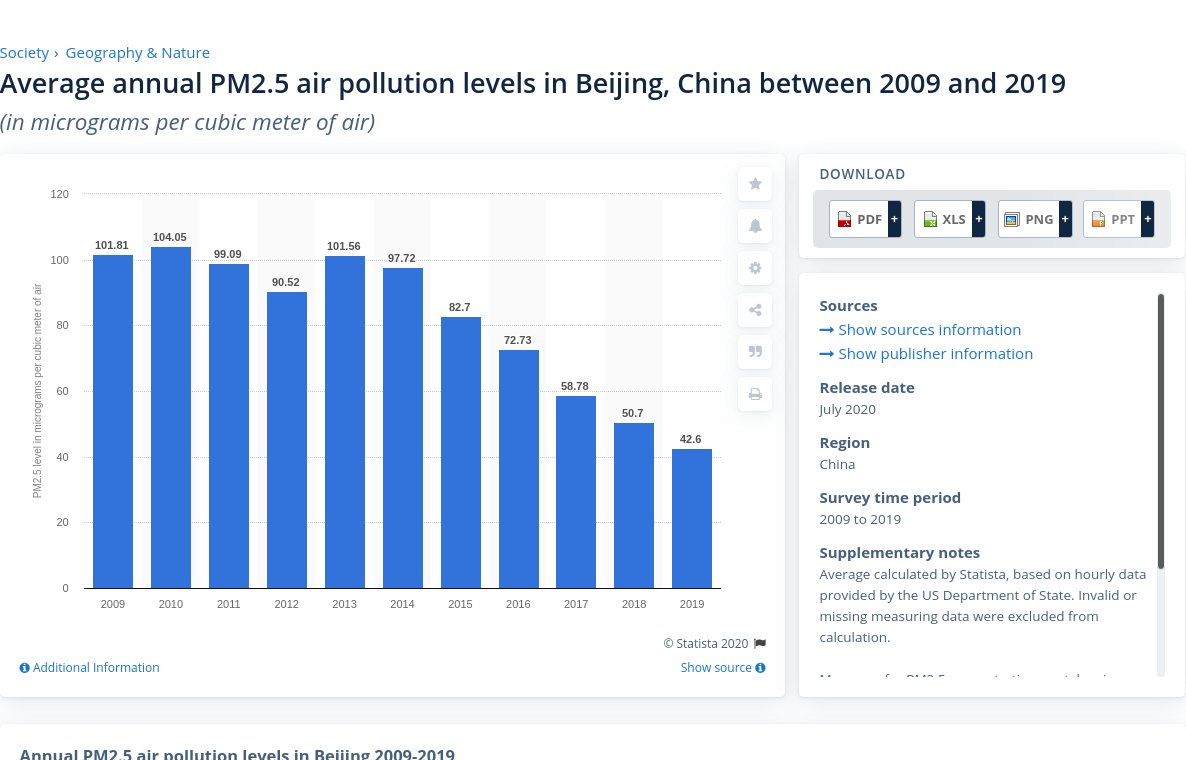 Society › Geography & Nature
Average annual PM2.5 air pollution levels in Beijing, China between 2009 and 2019
(in micrograms per cubic meter of air)
PM2.5 level in micrograms per cubic meter of air
120
100
80
60
40
20
0
101.81
104.05
99.09
90.52
101.56
97.72
82.7
72.73
58.78
50.7
42.6
2009 2010 2011 2012 2013 2014 2015 2016 2017 2018 2019
© Statista 2020
Additional Information
Show source
DOWNLOAD
PDF + XLS + PNG + PPT +
Sources
Show sources information
Show publisher information
Release date
July 2020
Region
China
Survey time period
2009 to 2019
Supplementary notes
Average calculated by Statista, based on hourly data
provided by the US Department of State. Invalid or
missing measuring data were excluded from
calculation.
Annual PM2.5 air pollution levels in Beijing 2009-2019